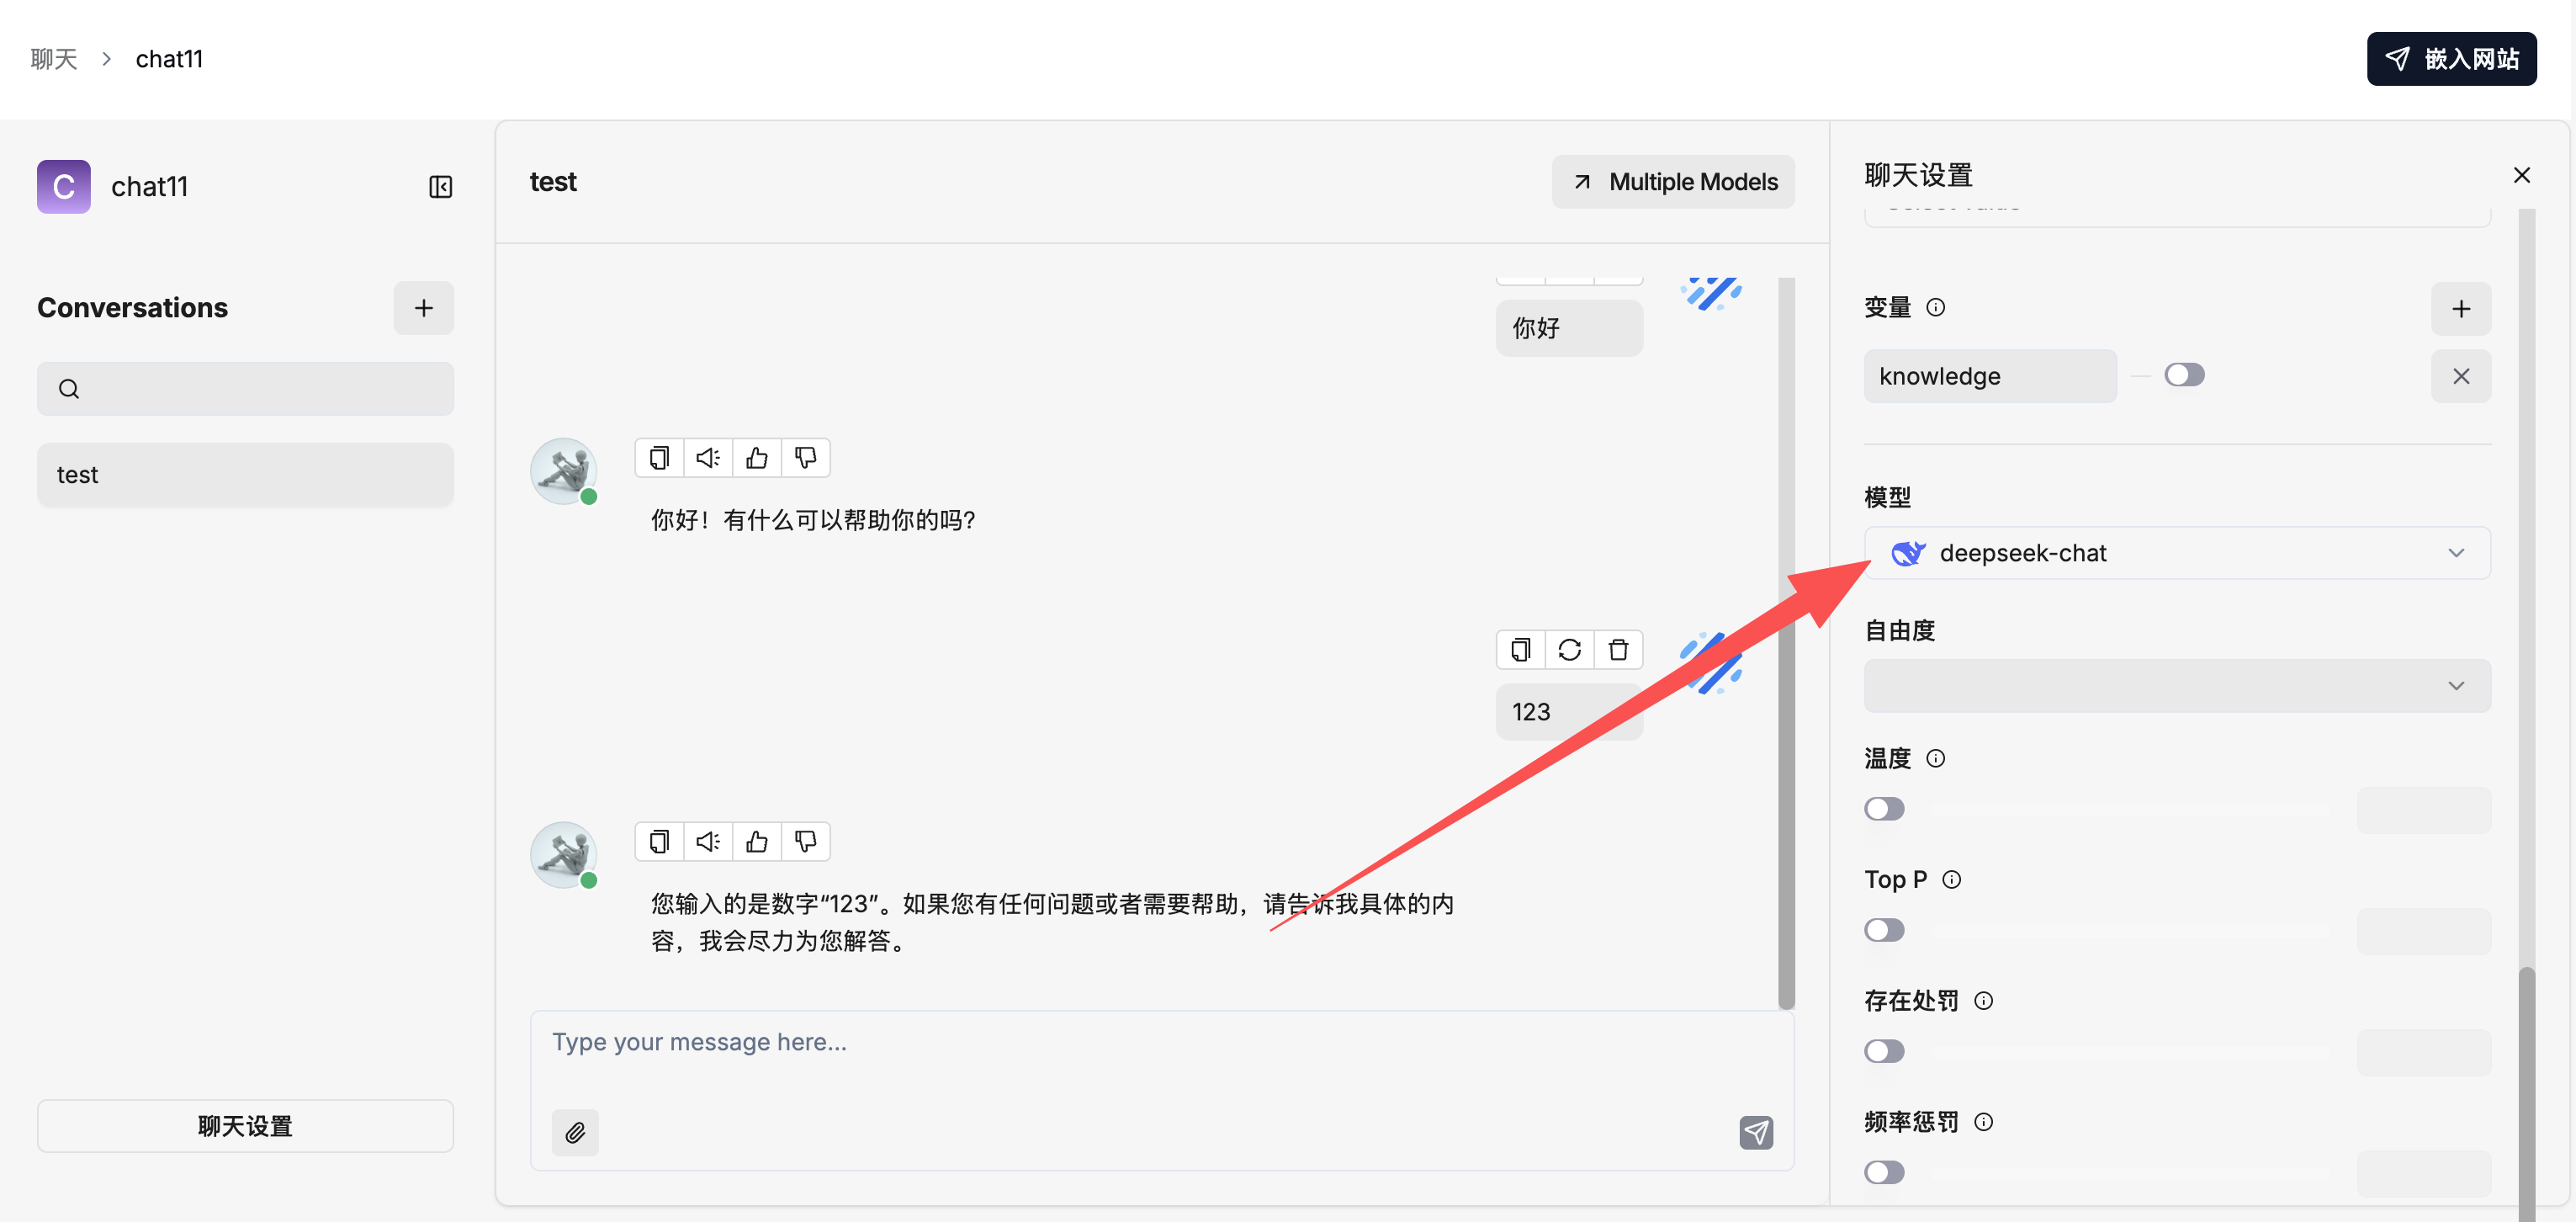 聊天 > chat11
嵌入网站
C chat11
Conversations
test
聊天设置
test
Multiple Models
你好
你好！有什么可以帮助你的吗?
123
您输入的是数字“123”。如果您有任何问题或者需要帮助，请告诉我具体的内
容，我会尽力为您解答。
Type your message here...
聊天设置
变量
knowledge
模型
deepseek-chat
自由度
温度
Top P
存在处罚
频率惩罚